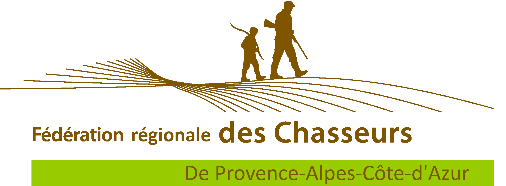 Fédération régionale des Chasseurs
De Provence-Alpes-Côte-d'Azur